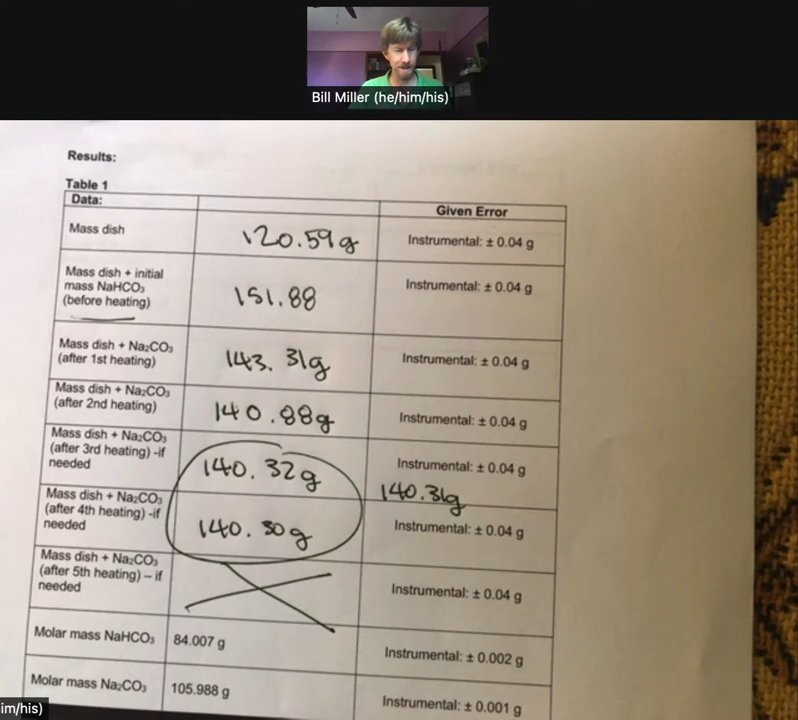 Bill Miller (he/him/his)
Results:
Table 1
Data:
Given Error
Mass dish
120.59g
Instrumental: ± 0.04 g
Mass dish + initial
mass NaHCO₃
(before heating)
151.88
Instrumental: ± 0.04 g
Mass dish + Na₂CO₃
(after 1st heating)
143.31g
Instrumental: ± 0.04 g
Mass dish + Na₂CO₃
(after 2nd heating)
140.88g
Instrumental: ± 0.04 g
Mass dish + Na₂CO₃
(after 3rd heating) -if
needed
140.32g
Instrumental: ± 0.04 g
140.31g
Mass dish + Na₂CO₃
(after 4th heating) -if
needed
140.30g
Instrumental: ± 0.04 g
Mass dish + Na₂CO₃
(after 5th heating) – if
needed
Instrumental: ± 0.04 g
Molar mass NaHCO₃
84.007 g
Instrumental: ± 0.002 g
Molar mass Na₂CO₃
105.988 g
Instrumental: ± 0.001 g
im/his)